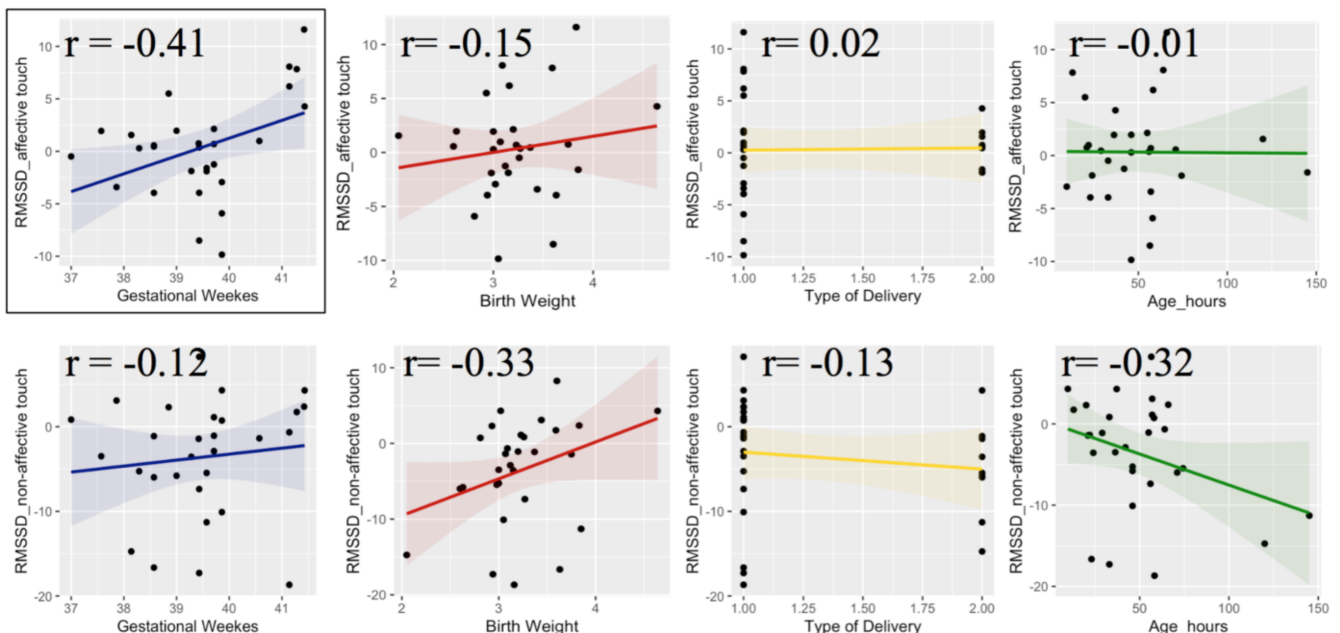 r = -0.41
RMSSD_affective touch
10
5
0
-5
-10
37 38 39 40 41
Gestational Weekes
r= -0.15
RMSSD_affective touch
10
5
0
-5
-10
2 3 4
Birth Weight
r= 0.02
RMSSD_affective touch
10
5
0
-5
-10
1.00 1.25 1.50 1.75 2.00
Type of Delivery
r= -0.01
RMSSD_affective touch
10
5
0
-5
-10
50 100 150
Age_hours
r = -0.12
RMSSD_non-affective touch
0
-10
-20
37 38 39 40 41
Gestational Weekes
r= -0.33
RMSSD_non-affective touch
10
0
-10
-20
2 3 4
Birth Weight
r= -0.13
RMSSD_non-affective touch
5
0
-5
-10
-15
-20
1.00 1.25 1.50 1.75 2.00
Type of Delivery
r= -0.32
RMSSD_non-affective touch
5
0
-5
-10
-15
-20
50 100 150
Age_hours